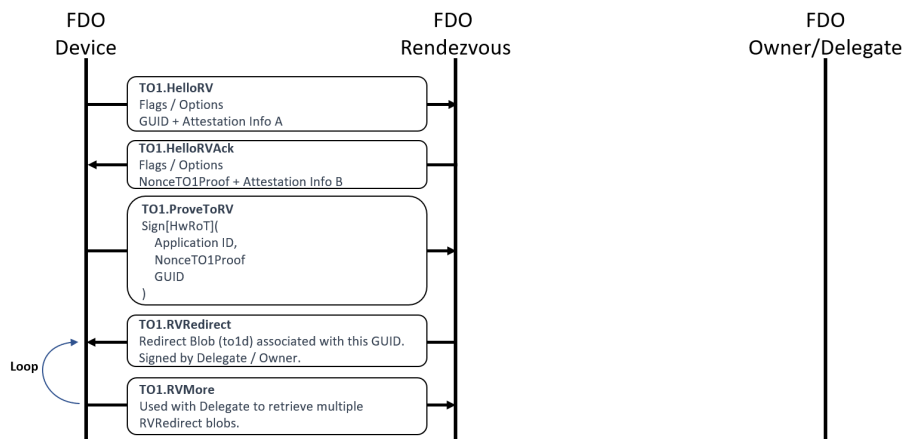 FDO
Device
FDO
Rendezvous
FDO
Owner/Delegate
TO1.HelloRV
Flags / Options
GUID + Attestation Info A
TO1.HelloRVAck
Flags / Options
NonceTO1Proof + Attestation Info B
TO1.ProveToRV
Sign[HwRoT](
Application ID,
NonceTO1Proof
GUID
)
TO1.RVRedirect
Redirect Blob (to1d) associated with this GUID.
Signed by Delegate / Owner.
Loop
TO1.RVMore
Used with Delegate to retrieve multiple
RVRedirect blobs.